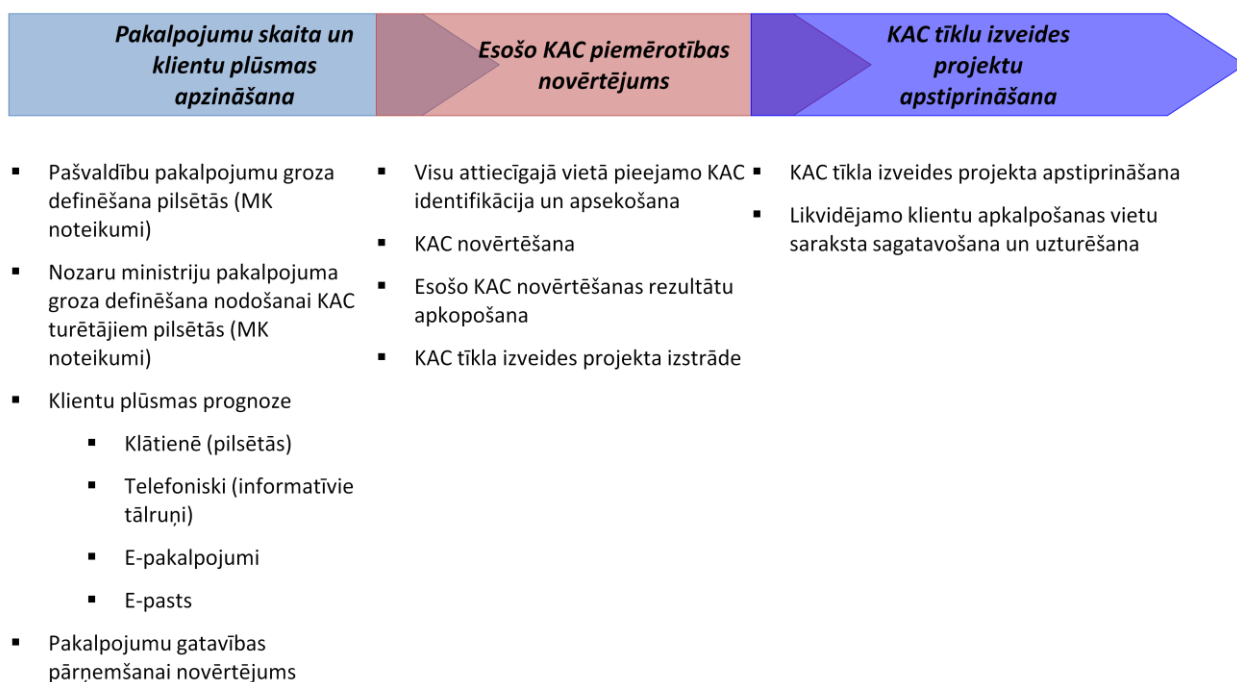 Pakalpojumu skaita un
klientu plūsmas
apzināšana
Esošo KAC piemērotības
novērtējums
KAC tīklu izveides
projektu
apstiprināšana
▪ Pašvaldību pakalpojumu groza
definēšana pilsētās (MK
noteikumi)
▪ Nozaru ministriju pakalpojuma
groza definēšana nodošanai KAC
turētājiem pilsētās (MK
noteikumi)
▪ Klientu plūsmas prognoze
▪ Klātienē (pilsētās)
▪ Telefoniski (informatīvie
tālruņi)
▪ E-pakalpojumi
▪ E-pasts
▪ Pakalpojumu gatavības
pārņemšanai novērtējums
▪ Visu attiecīgajā vietā pieejamo KAC
identifikācija un apsekošana
▪ KAC novērtēšana
▪ Esošo KAC novērtēšanas rezultātu
apkopošana
▪ KAC tīkla izveides projekta izstrāde
▪ KAC tīkla izveides projekta apstiprināšana
▪ Likvidējamo klientu apkalpošanas vietu
saraksta sagatavošana un uzturēšana